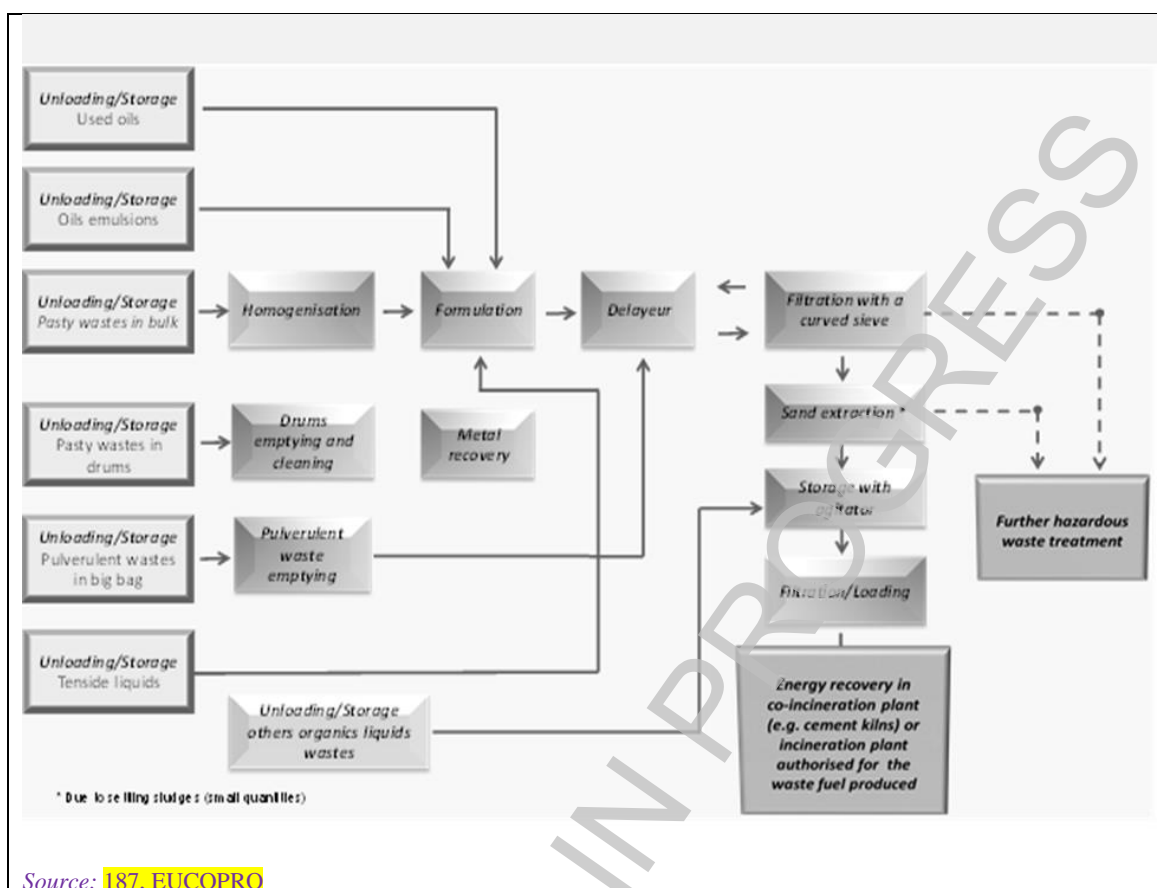 Unloading/Storage
Used oils
Unloading/Storage
Oils emulsions
Unloading/Storage
Pasty wastes in bulk
Homogenisation
Formulation
Delayeur
Filtration with a
curved sieve
Unloading/Storage
Pasty wastes in
drums
Drums
emptying and
cleaning
Metal
recovery
Sand extraction *
Storage with
agitator
Further hazardous
waste treatment
Unloading/Storage
Pulverulent wastes
in big bag
Pulverulent
waste
emptying
Filtration/Loading
Unloading/Storage
Tenside liquids
Unloading/Storage
others organics liquids
wastes
Energy recovery in
co-incineration plant
(e.g. cement kilns) or
incineration plant
authorised for the
waste fuel produced
* Due to settling sludges (small quantities)
IN PROGRESS
Source: 187, EUCOPRO